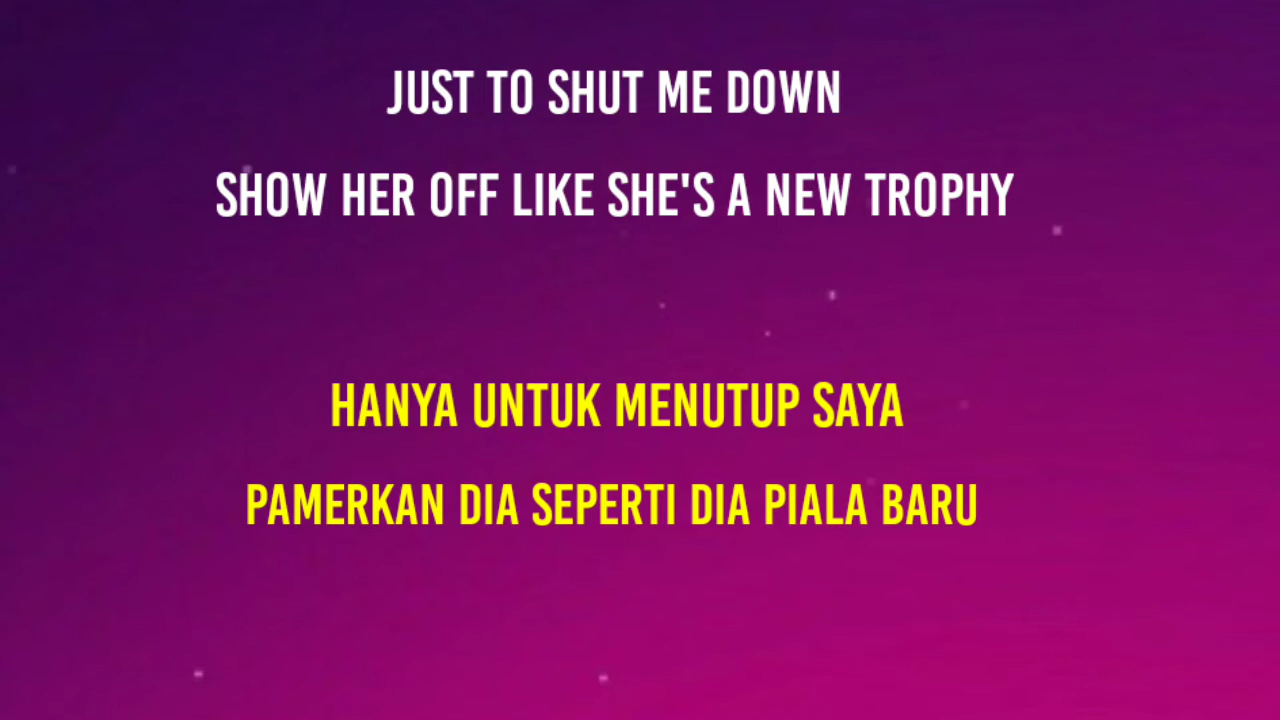 JUST TO SHUT ME DOWN
SHOW HER OFF LIKE SHE'S A NEW TROPHY
HANYA UNTUK MENUTUP SAYA
PAMERKAN DIA SEPERTI DIA PIALA BARU